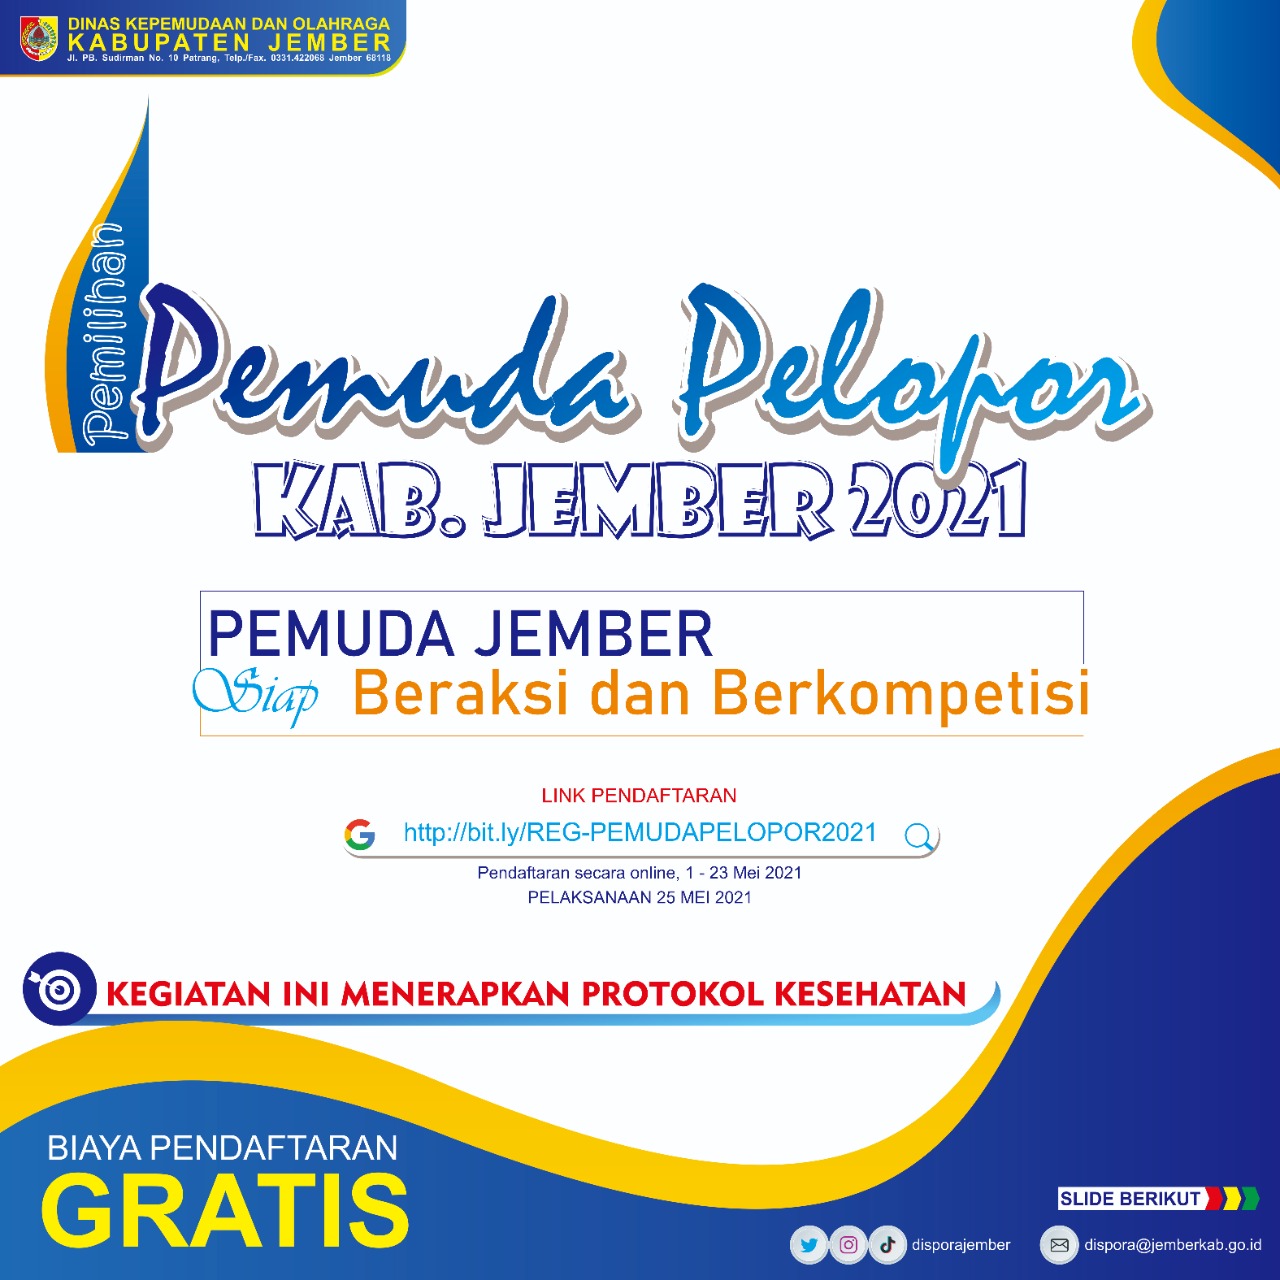 DINAS KEPEMUDAAN DAN OLAHRAGA
KABUPATEN JEMBER
Jl. PB. Sudirman No. 10 Patrang, Telp./Fax. 0331.422068 Jember 68118
Pemilihan
Pemuda Pelopor
KAB. JEMBER 2021
PEMUDA JEMBER
Siap Beraksi dan Berkompetisi
LINK PENDAFTARAN
http://bit.ly/REG-PEMUDAPELOPOR2021
Pendaftaran secara online, 1 - 23 Mei 2021
PELAKSANAAN 25 MEI 2021
KEGIATAN INI MENERAPKAN PROTOKOL KESEHATAN
BIAYA PENDAFTARAN
GRATIS
SLIDE BERIKUT
disporajember
dispora@jemberkab.go.id